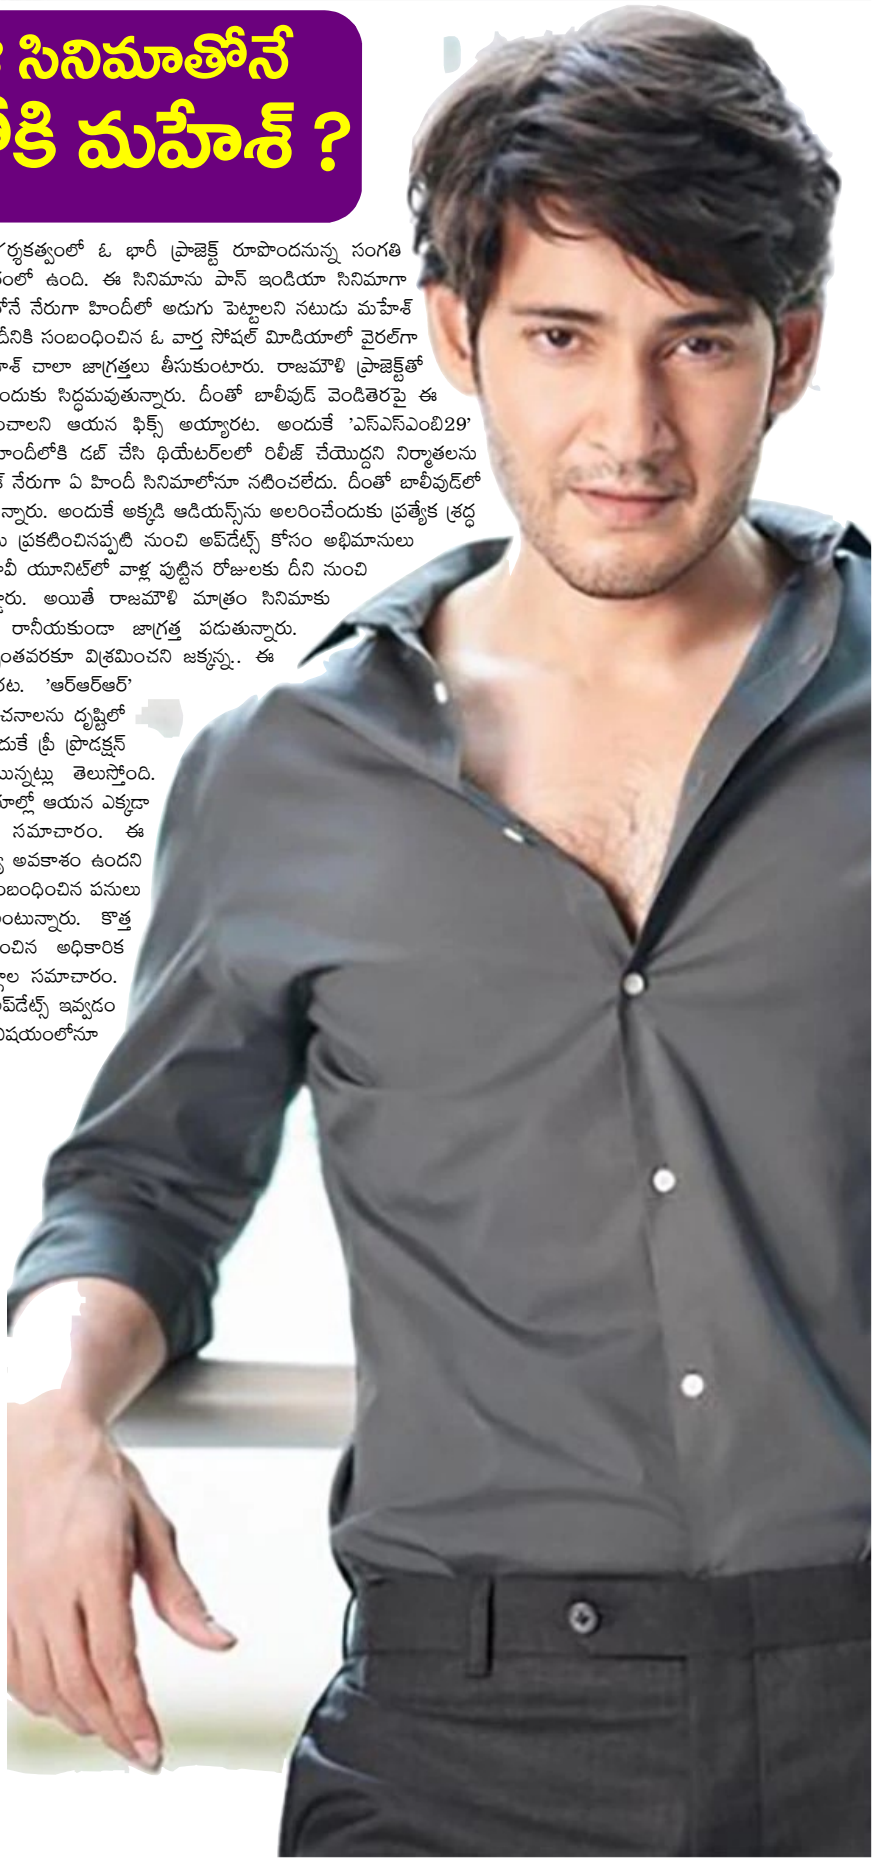 సినిమాతోనే
కి మహేశ్ ?
ర్శకత్వంలో ఓ భారీ ప్రాజెక్ట్ రూపొందనున్న సంగతి
ఉంది. ఈ సినిమాను పాన్ ఇండియా సినిమాగా
నేరుగా హిందీలో అడుగు పెట్టాలని నటుడు మహేశ్
దీనికి సంబంధించిన ఓ వార్త సోషల్ మీడియాలో వైరల్‌గా
చాలా జాగ్రత్తలు తీసుకుంటారు. రాజమౌళి ప్రాజెక్ట్‌తో
సిద్ధమవుతున్నారు. దీంతో బాలీవుడ్ వెండితెరపై ఈ
ఆయన ఫిక్స్ అయ్యారట. అందుకే 'ఎస్ఎస్ఎంబి29'
హిందీలోకి డబ్ చేసి థియేటర్‌లలో రిలీజ్ చేయొద్దని నిర్మాతలను
నేరుగా ఏ హిందీ సినిమాలోనూ నటించలేదు. దీంతో బాలీవుడ్‌లో
న్నారు. అందుకే అక్కడి ఆడియన్స్‌ను అలరించేందుకు ప్రత్యేక శ్రద్ధ
ప్రకటించినప్పటి నుంచి అప్‌డేట్స్ కోసం అభిమానులు
యూనిట్‌లో వాళ్ల పుట్టిన రోజులకు దీని నుంచి
అయితే రాజమౌళి మాత్రం సినిమాకు
రానీయకుండా జాగ్రత్త పడుతున్నారు.
ంతవరకూ విశ్రమించని జక్కన్న.. ఈ
రట. 'ఆర్ఆర్ఆర్'
చనాలను దృష్టిలో
దుకే ప్రీ ప్రొడక్షన్
యిన్నట్లు తెలుస్తోంది.
ఆయన ఎక్కడా
సమాచారం. ఈ
అవకాశం ఉందని
సంబంధించిన పనులు
ంటున్నారు. కొత్త
ంచిన అధికారిక
సమాచారం.
అప్‌డేట్స్ ఇవ్వడం
విషయంలోనూ